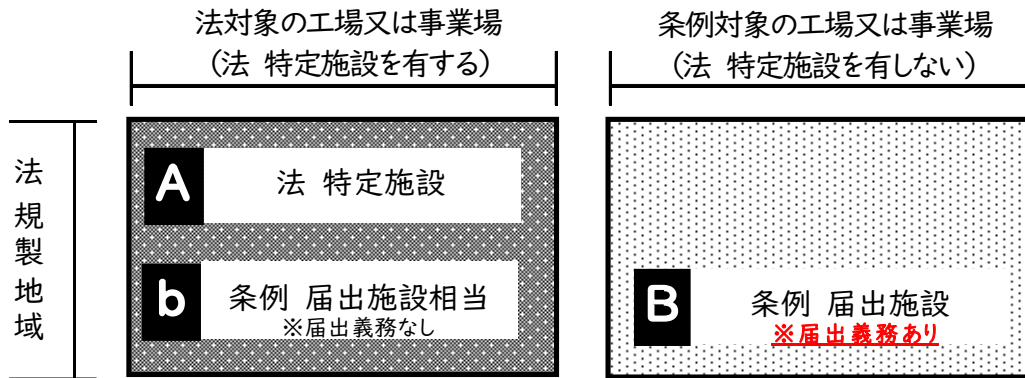 法対象の工場又は事業場
（法 特定施設を有する）
条例対象の工場又は事業場
（法 特定施設を有しない）
法規製地域
A 法 特定施設
b 条例 届出施設相当
※届出義務なし
B 条例 届出施設
※届出義務あり